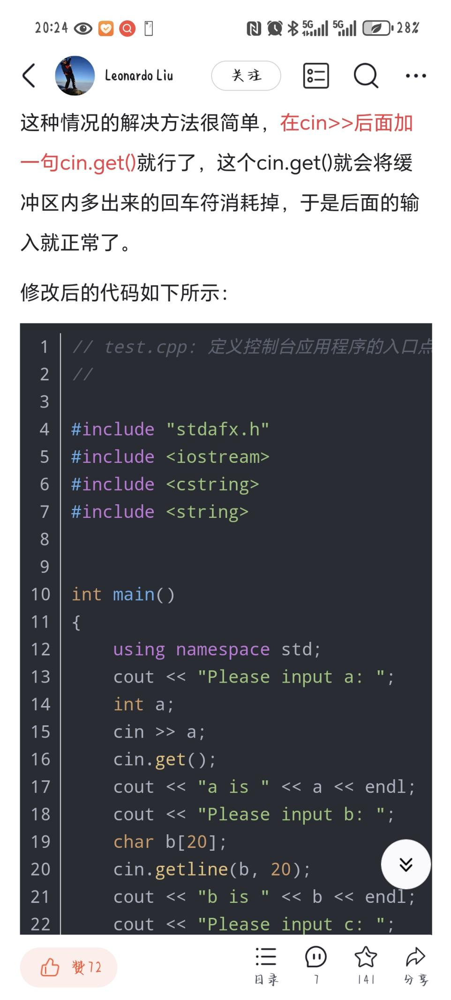 20:24
5G 5G 28%
Leonardo Liu 关注
这种情况的解决方法很简单，在cin>>后面加
一句cin.get()就行了，这个cin.get()就会将缓
冲区内多出来的回车符消耗掉，于是后面的输
入就正常了。
修改后的代码如下所示：
1 // test.cpp: 定义控制台应用程序的入口点
2 //
3
4 #include "stdafx.h"
5 #include <iostream>
6 #include <cstring>
7 #include <string>
8
9
10 int main()
11 {
12     using namespace std;
13     cout << "Please input a: ";
14     int a;
15     cin >> a;
16     cin.get();
17     cout << "a is " << a << endl;
18     cout << "Please input b: ";
19     char b[20];
20     cin.getline(b, 20);
21     cout << "b is " << b << endl;
22     cout << "Please input c: ";
赞72
目录 7 141 分享